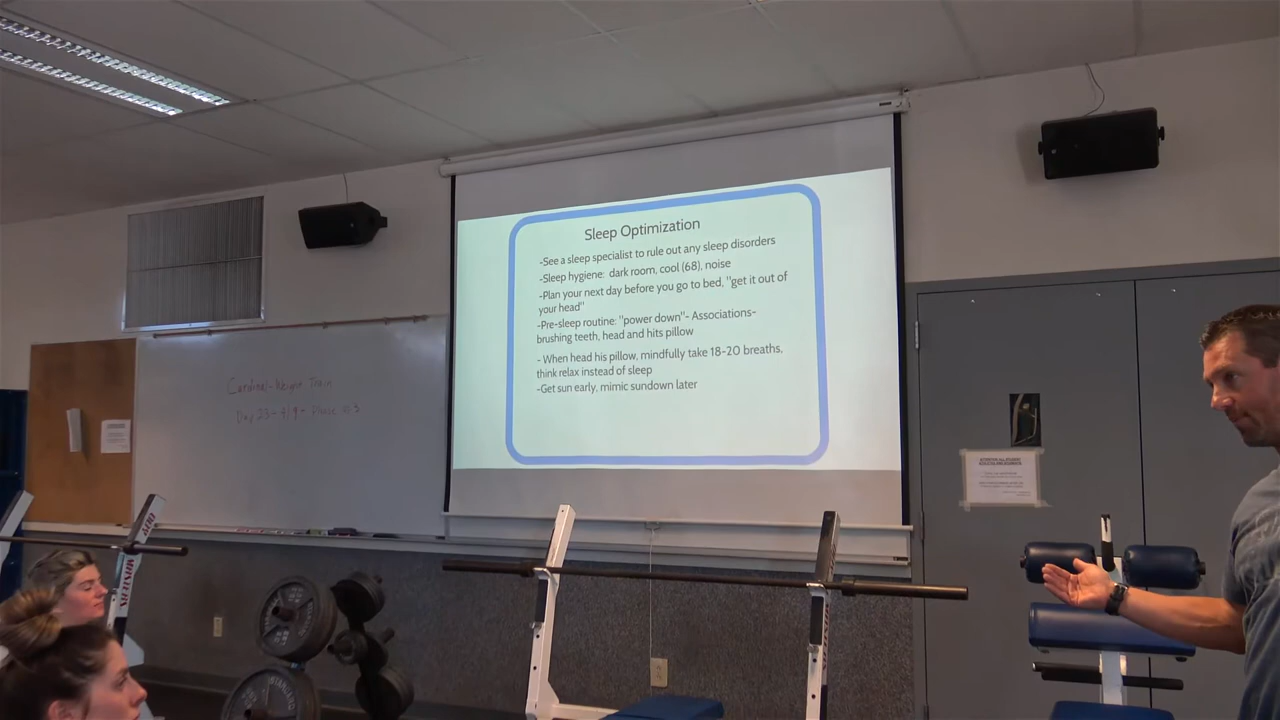 Sleep Optimization
-See a sleep specialist to rule out any sleep disorders
-Sleep hygiene: dark room, cool (68), noise
-Plan your next day before you go to bed, "get it out of
your head"
-Pre-sleep routine: "power down"- Associations-
brushing teeth, head and hits pillow
- When head his pillow, mindfully take 18-20 breaths,
think relax instead of sleep
-Get sun early, mimic sundown later
Cardinal-Weight Train
Day 23